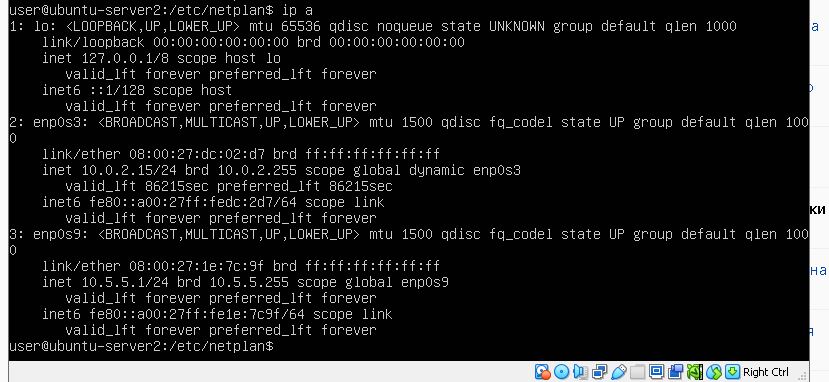 user@ubuntu-server2:/etc/netplan$ ip a
1: lo: <LOOPBACK,UP,LOWER_UP> mtu 65536 qdisc noqueue state UNKNOWN group default qlen 1000
    link/loopback 00:00:00:00:00:00 brd 00:00:00:00:00:00
    inet 127.0.0.1/8 scope host lo
       valid_lft forever preferred_lft forever
    inet6 ::1/128 scope host
       valid_lft forever preferred_lft forever
2: enp0s3: <BROADCAST,MULTICAST,UP,LOWER_UP> mtu 1500 qdisc fq_codel state UP group default qlen 100
0
    link/ether 08:00:27:dc:02:d7 brd ff:ff:ff:ff:ff:ff
    inet 10.0.2.15/24 brd 10.0.2.255 scope global dynamic enp0s3
       valid_lft 86215sec preferred_lft 86215sec
    inet6 fe80::a00:27ff:fedc:2d7/64 scope link
       valid_lft forever preferred_lft forever
3: enp0s9: <BROADCAST,MULTICAST,UP,LOWER_UP> mtu 1500 qdisc fq_codel state UP group default qlen 100
0
    link/ether 08:00:27:1e:7c:9f brd ff:ff:ff:ff:ff:ff
    inet 10.5.5.1/24 brd 10.5.5.255 scope global enp0s9
       valid_lft forever preferred_lft forever
    inet6 fe80::a00:27ff:fe1e:7c9f/64 scope link
       valid_lft forever preferred_lft forever
user@ubuntu-server2:/etc/netplan$
Right Ctrl